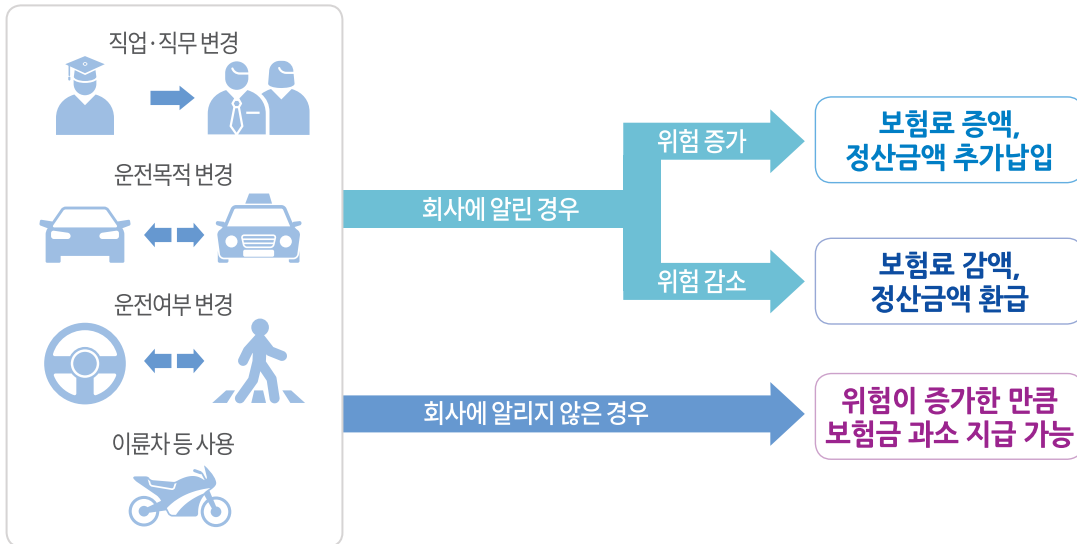 직업·직무 변경
운전목적 변경
운전여부 변경
이륜차 등 사용
회사에 알린 경우
위험 증가
보험료 증액,
정산금액 추가납입
위험 감소
보험료 감액,
정산금액 환급
회사에 알리지 않은 경우
위험이 증가한 만큼
보험금 과소 지급 가능